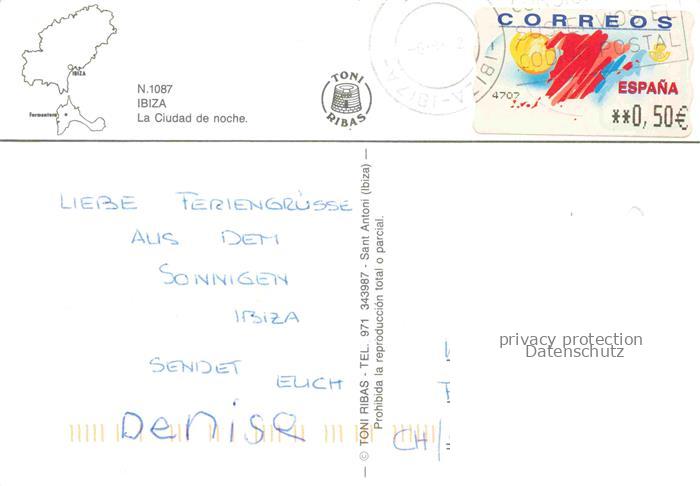 CORREOS
ESPAÑA
4707
**0,50€
IBIZA
Formentera
N.1087
IBIZA
La Ciudad de noche.
TONI
RIBAS
LIEBE FERIENGRÜSSE
AUS DEM
SONNIGEN
IBIZA
SENDET
EUCH
Denise
© TONI RIBAS - TEL. 971 343987 - Sant Antoni (Ibiza)
Prohibida la reproducción total o parcial.
privacy protection
Datenschutz
CH/